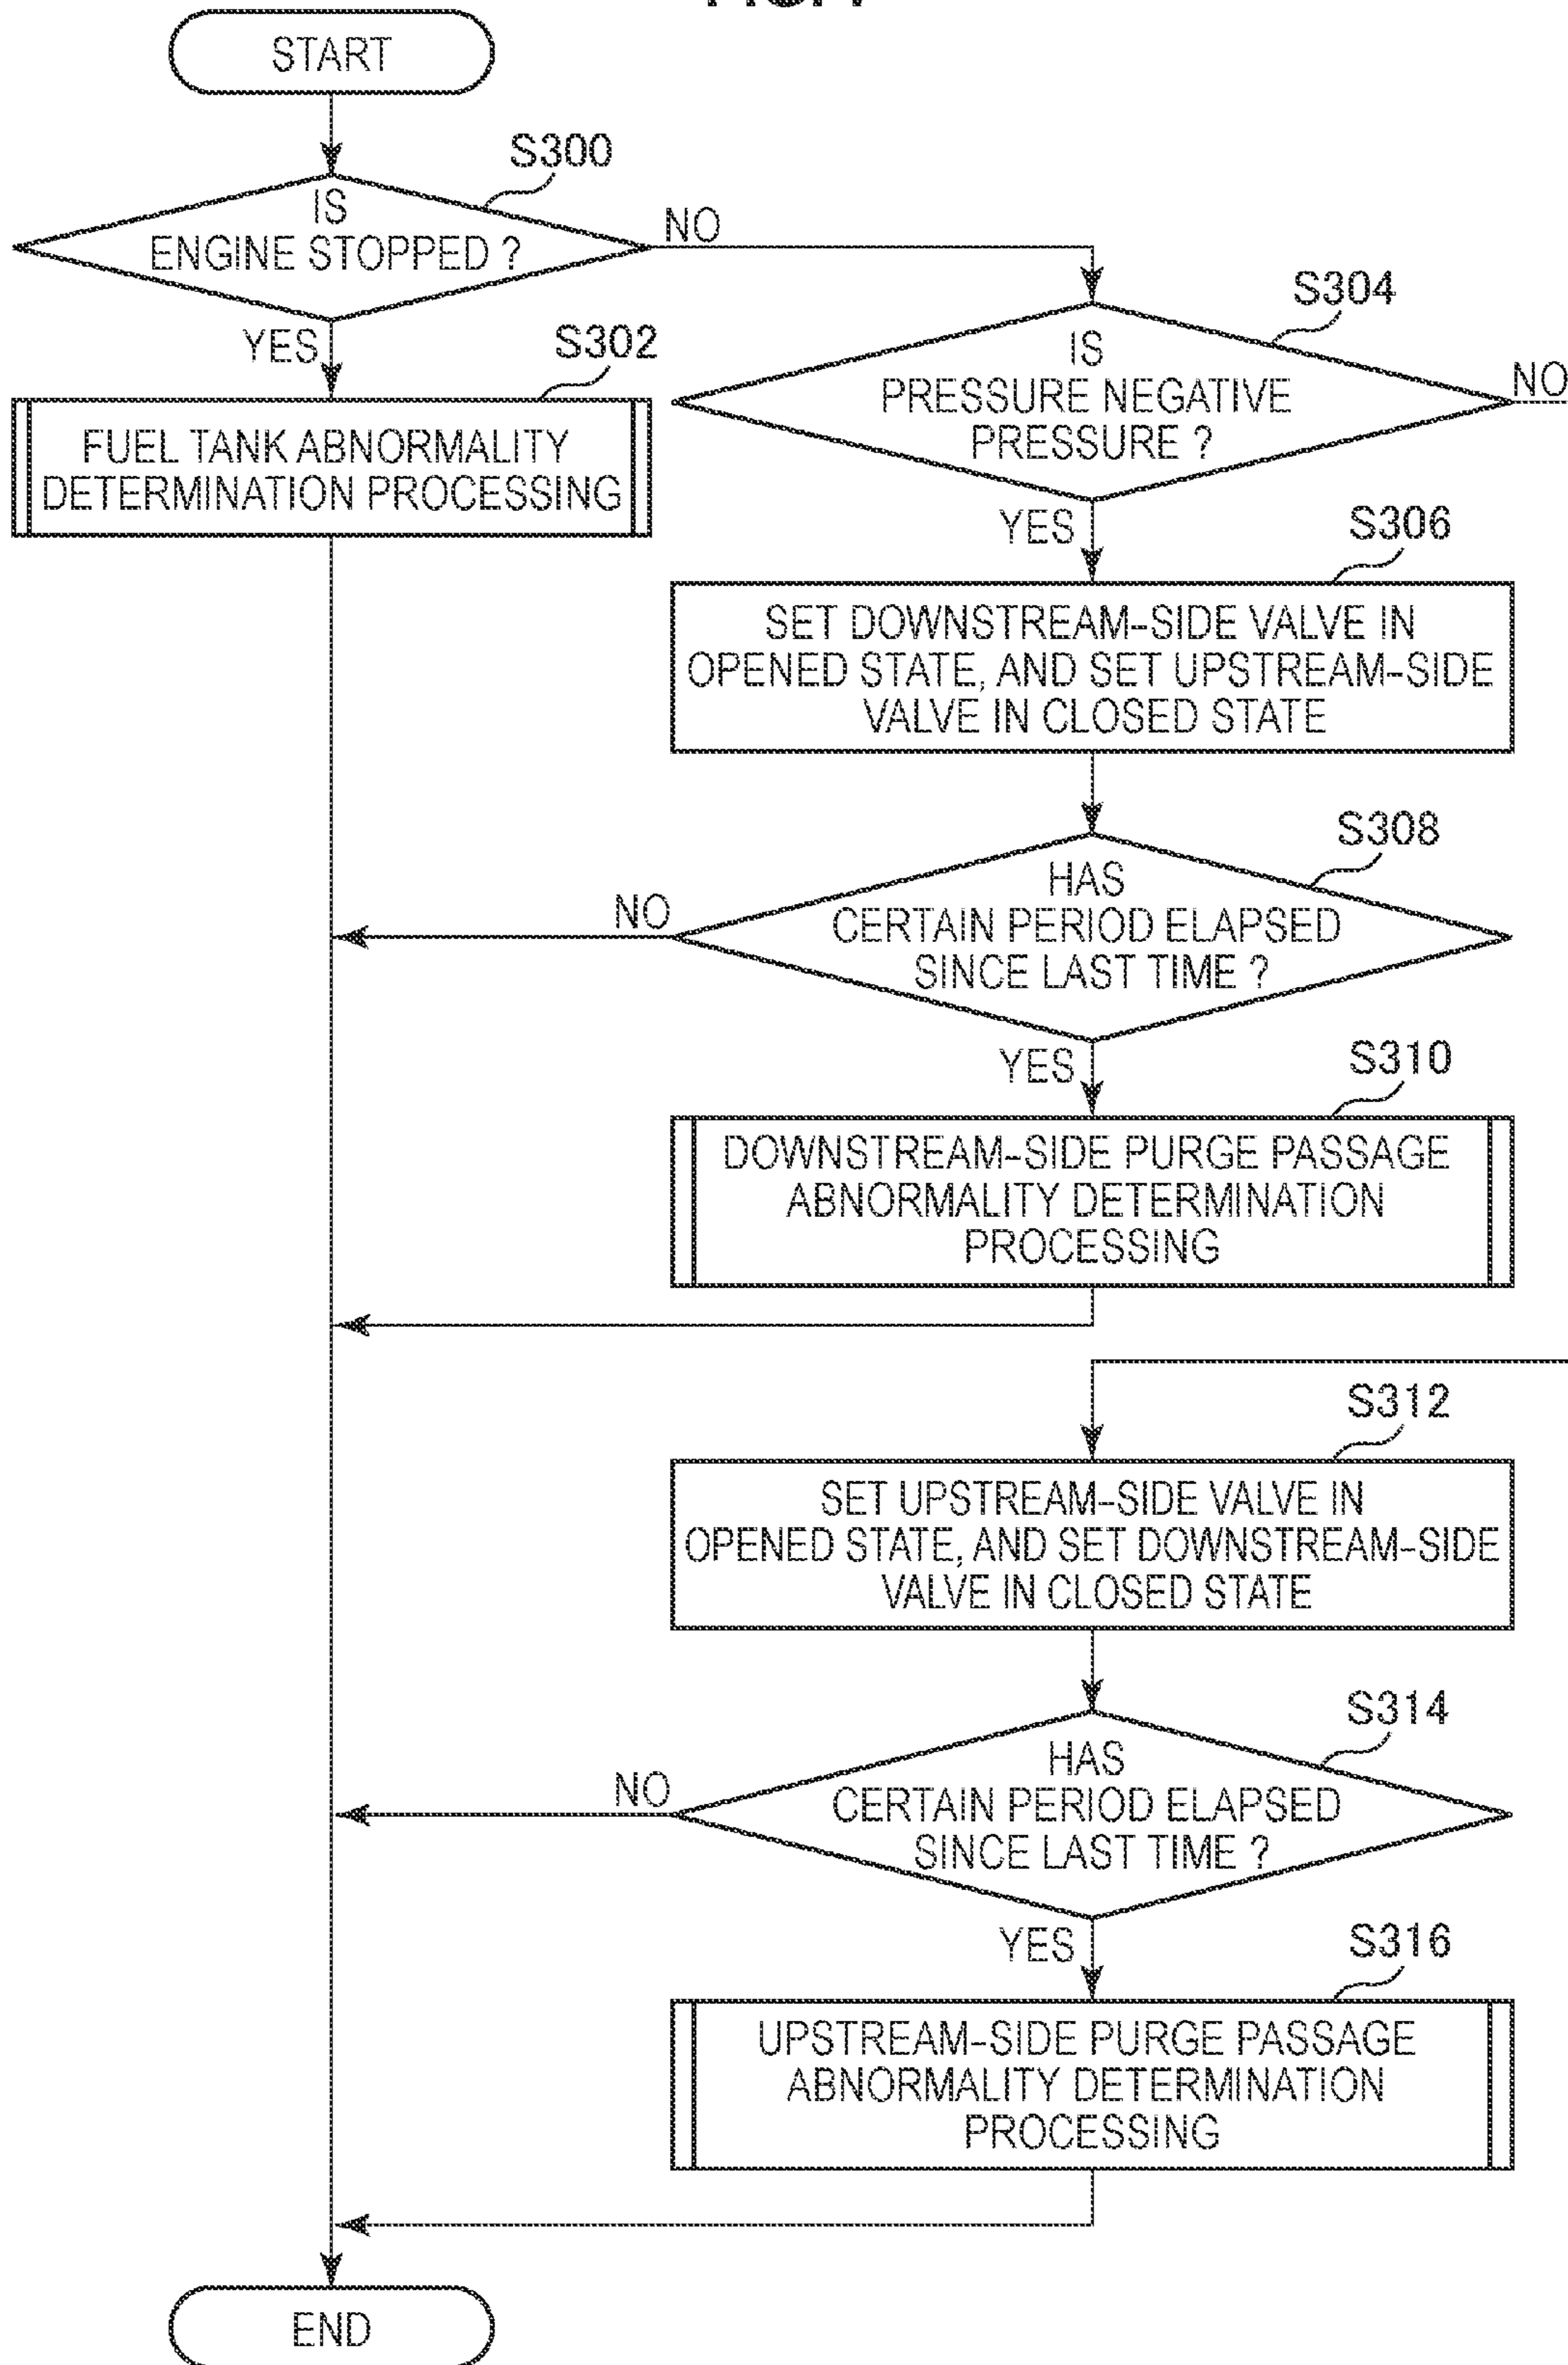 START
S300
IS
ENGINE STOPPED ?
NO
YES
S302
FUEL TANK ABNORMALITY
DETERMINATION PROCESSING
S304
IS
PRESSURE NEGATIVE
PRESSURE ?
NO
YES
S306
SET DOWNSTREAM-SIDE VALVE IN
OPENED STATE, AND SET UPSTREAM-SIDE
VALVE IN CLOSED STATE
S308
HAS
CERTAIN PERIOD ELAPSED
SINCE LAST TIME ?
NO
YES
S310
DOWNSTREAM-SIDE PURGE PASSAGE
ABNORMALITY DETERMINATION
PROCESSING
S312
SET UPSTREAM-SIDE VALVE IN
OPENED STATE, AND SET DOWNSTREAM-SIDE
VALVE IN CLOSED STATE
S314
HAS
CERTAIN PERIOD ELAPSED
SINCE LAST TIME ?
NO
YES
S316
UPSTREAM-SIDE PURGE PASSAGE
ABNORMALITY DETERMINATION
PROCESSING
END